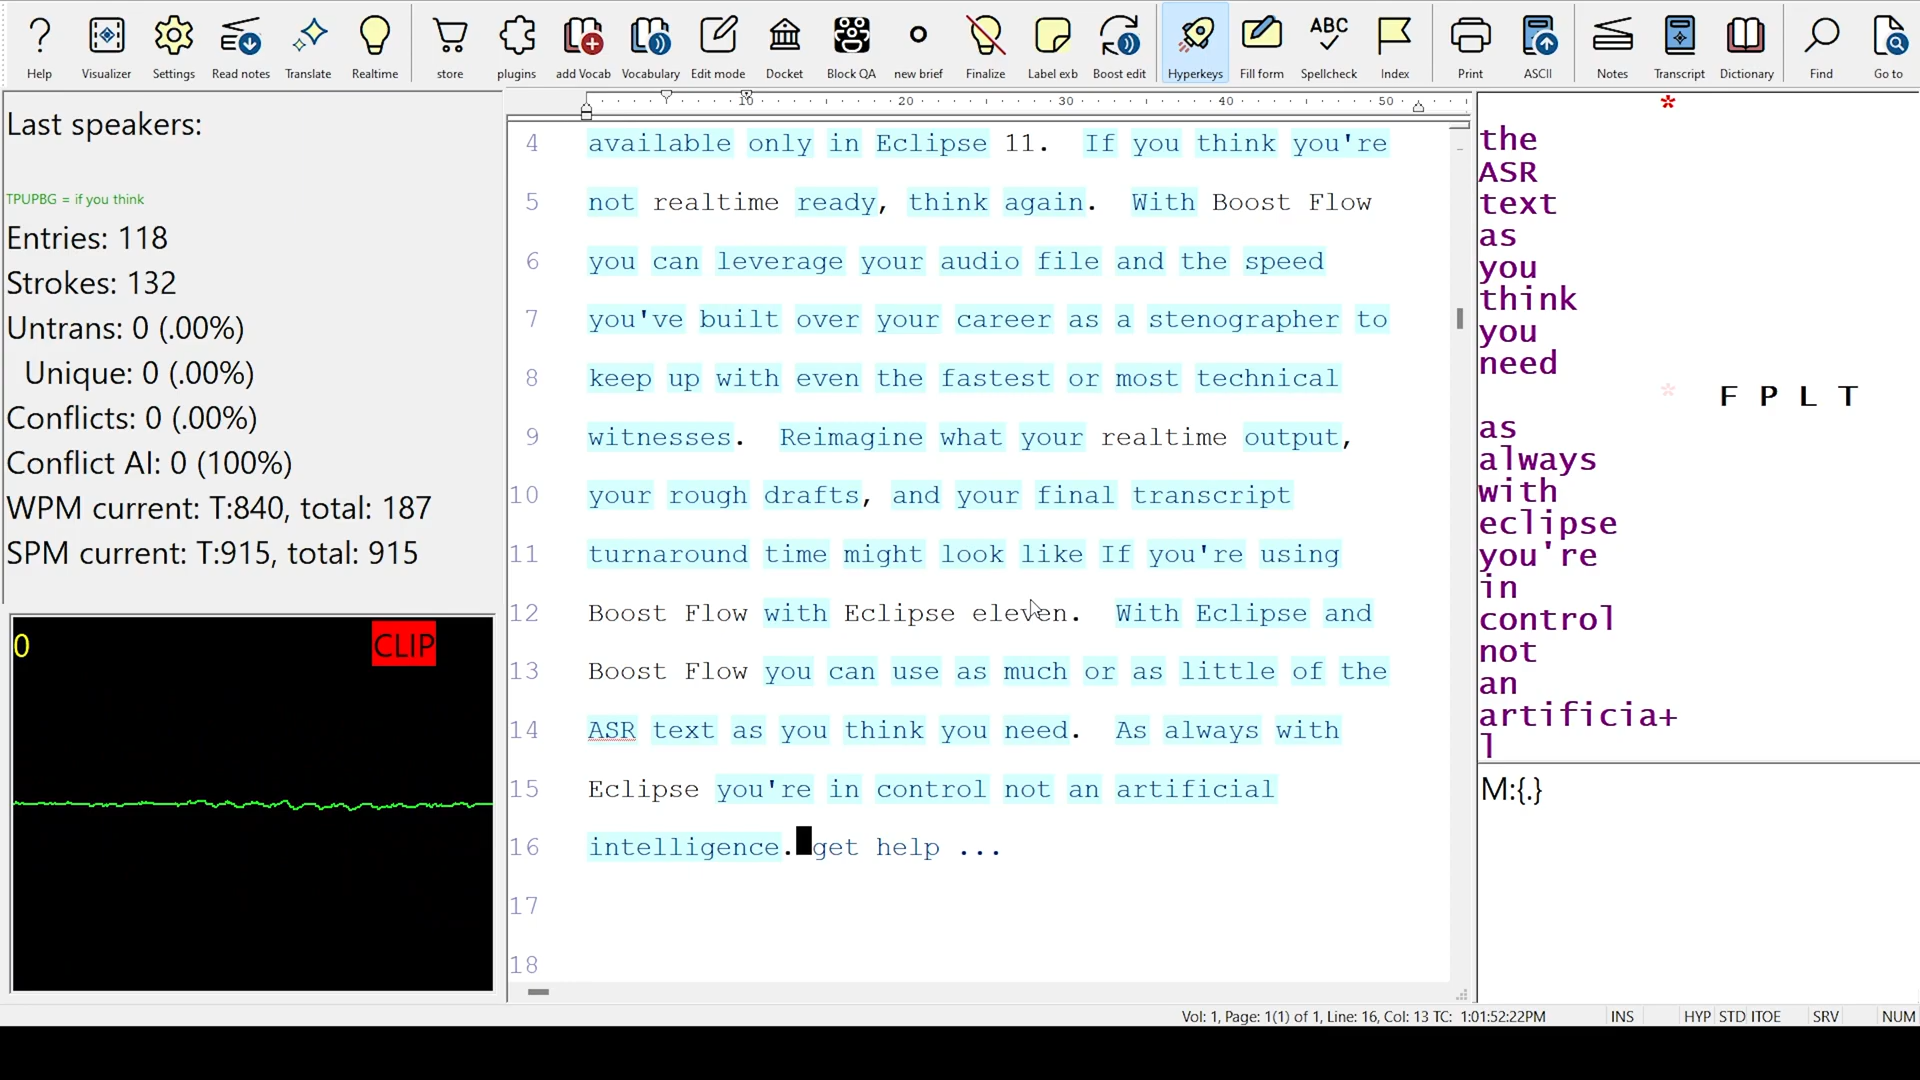 Help
Visualizer
Settings
Read notes
Translate
Realtime
store
plugins
add Vocab
Vocabulary
Edit mode
Docket
Block QA
new brief
Finalize
Label exb
Boost edit
Hyperkeys
Fill form
ABC
Spellcheck
Index
Print
ASCII
Notes
Transcript
Dictionary
Find
Go to
Last speakers:
TPUPBG = if you think
Entries: 118
Strokes: 132
Untrans: 0 (.00%)
Unique: 0 (.00%)
Conflicts: 0 (.00%)
Conflict AI: 0 (100%)
WPM current: T:840, total: 187
SPM current: T:915, total: 915
0 CLIP
10 20 30 40 50
4 available only in Eclipse 11. If you think you're
5 not realtime ready, think again. With Boost Flow
6 you can leverage your audio file and the speed
7 you've built over your career as a stenographer to
8 keep up with even the fastest or most technical
9 witnesses. Reimagine what your realtime output,
10 your rough drafts, and your final transcript
11 turnaround time might look like If you're using
12 Boost Flow with Eclipse eleven. With Eclipse and
13 Boost Flow you can use as much or as little of the
14 ASR text as you think you need. As always with
15 Eclipse you're in control not an artificial
16 intelligence. get help ...
17
18
*
the
ASR
text
as
you
think
you
need
* F P L T
as
always
with
eclipse
you're
in
control
not
an
artificia+
l
M:{.}
Vol: 1, Page: 1(1) of 1, Line: 16, Col: 13 TC: 1:01:52:22PM INS HYP STD ITOE SRV NUM